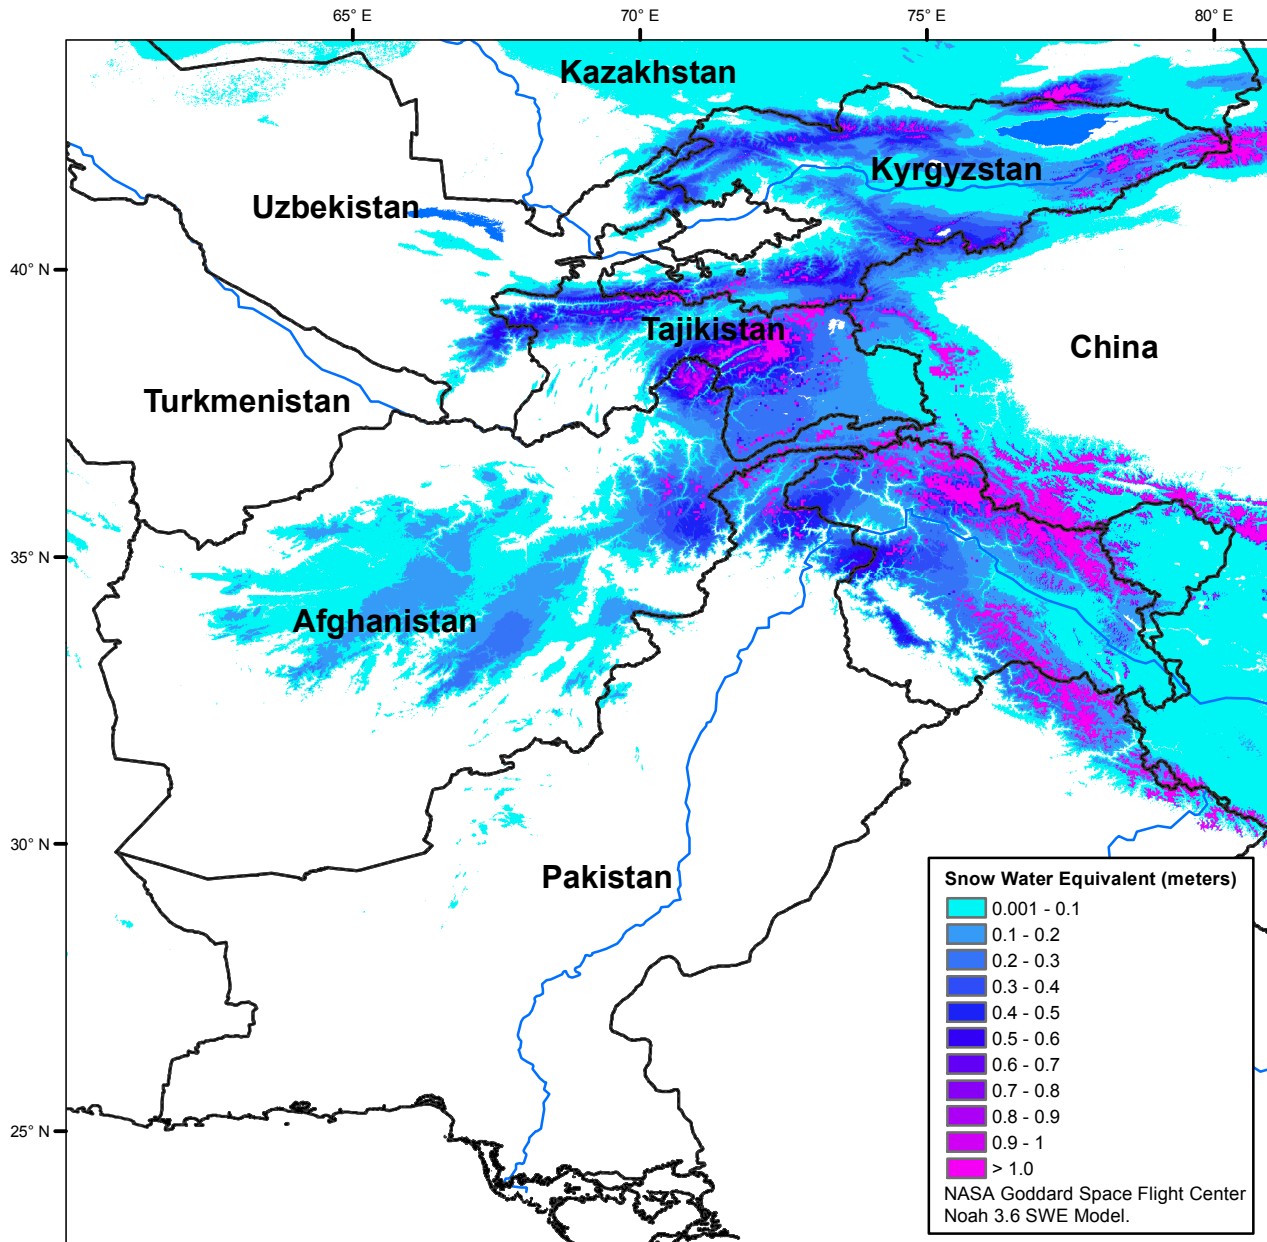 65° E 70° E 75° E 80° E
Kazakhstan
Kyrgyzstan
Uzbekistan
40° N
Tajikistan
China
Turkmenistan
35° N
Afghanistan
30° N
Pakistan
Snow Water Equivalent (meters)
0.001 - 0.1
0.1 - 0.2
0.2 - 0.3
0.3 - 0.4
0.4 - 0.5
0.5 - 0.6
0.6 - 0.7
0.7 - 0.8
0.8 - 0.9
0.9 - 1
> 1.0
NASA Goddard Space Flight Center
Noah 3.6 SWE Model.
25° N